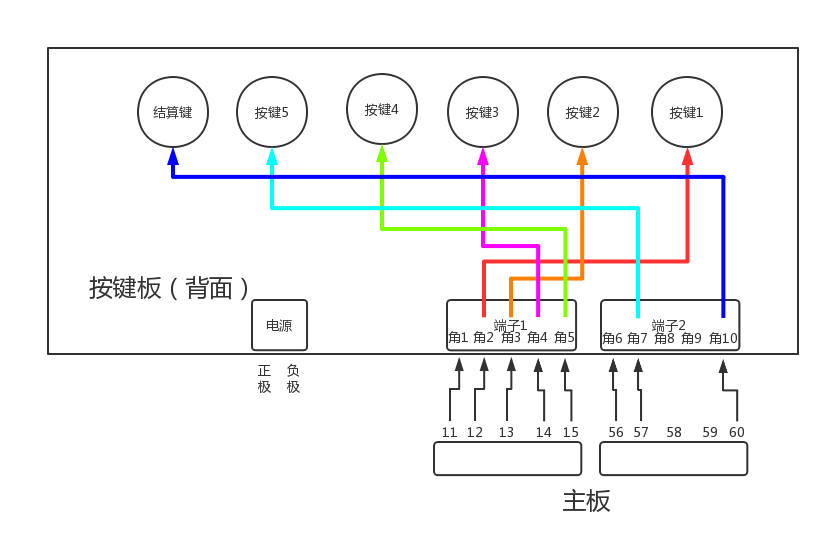 结算键 按键5 按键4 按键3 按键2 按键1
按键板（背面）
电源 端子1 端子2
角1 角2 角3 角4 角5 角6 角7 角8 角9 角10
正极 负极
11 12 13 14 15 56 57 58 59 60
主板